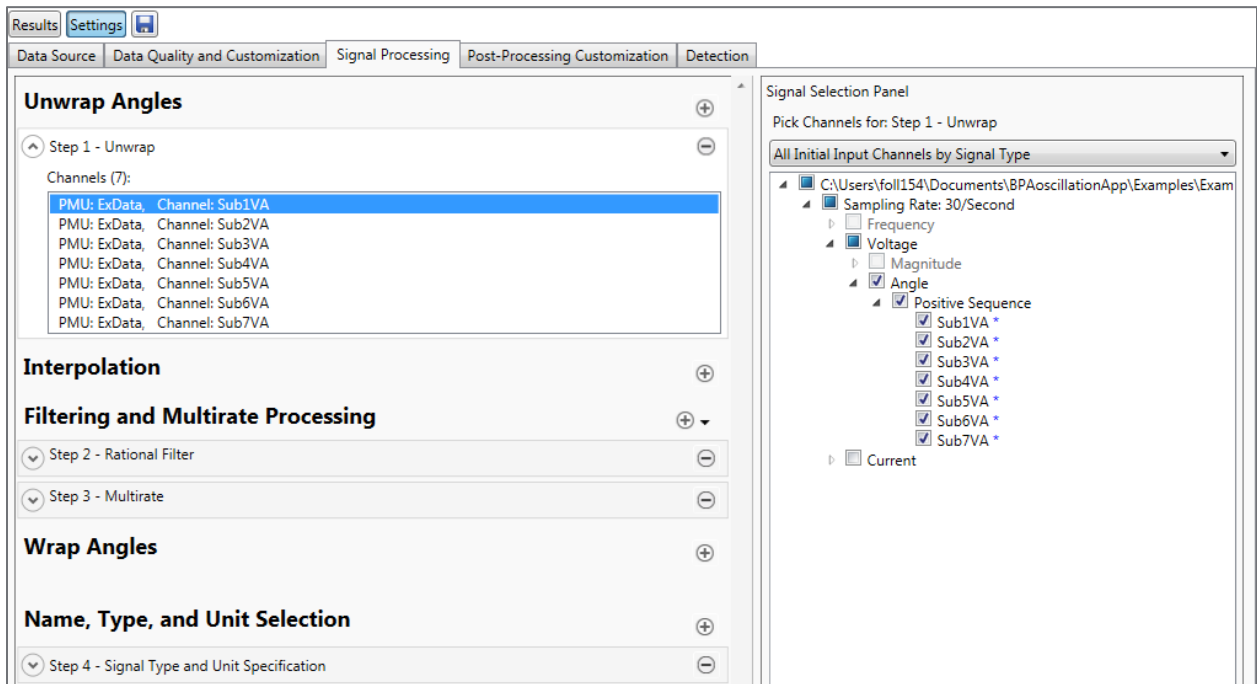 Results Settings
Data Source Data Quality and Customization Signal Processing Post-Processing Customization Detection
Unwrap Angles
Step 1 - Unwrap
Channels (7):
PMU: ExData, Channel: Sub1VA
PMU: ExData, Channel: Sub2VA
PMU: ExData, Channel: Sub3VA
PMU: ExData, Channel: Sub4VA
PMU: ExData, Channel: Sub5VA
PMU: ExData, Channel: Sub6VA
PMU: ExData, Channel: Sub7VA
Interpolation
Filtering and Multirate Processing
Step 2 - Rational Filter
Step 3 - Multirate
Wrap Angles
Name, Type, and Unit Selection
Step 4 - Signal Type and Unit Specification
Signal Selection Panel
Pick Channels for: Step 1 - Unwrap
All Initial Input Channels by Signal Type
C:\Users\foll154\Documents\BPAoscillationApp\Examples\Exam
Sampling Rate: 30/Second
Frequency
Voltage
Magnitude
Angle
Positive Sequence
Sub1VA *
Sub2VA *
Sub3VA *
Sub4VA *
Sub5VA *
Sub6VA *
Sub7VA *
Current